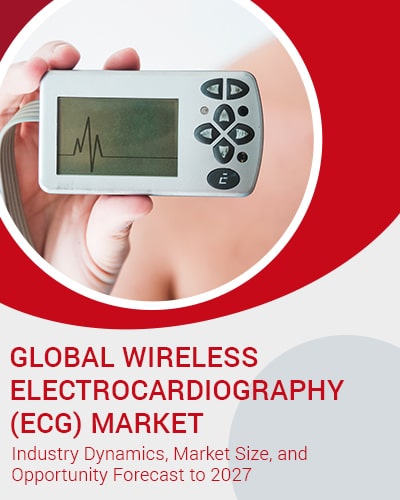 E
GLOBAL WIRELESS
ELECTROCARDIOGRAPHY
(ECG) MARKET
Industry Dynamics, Market Size, and
Opportunity Forecast to 2027